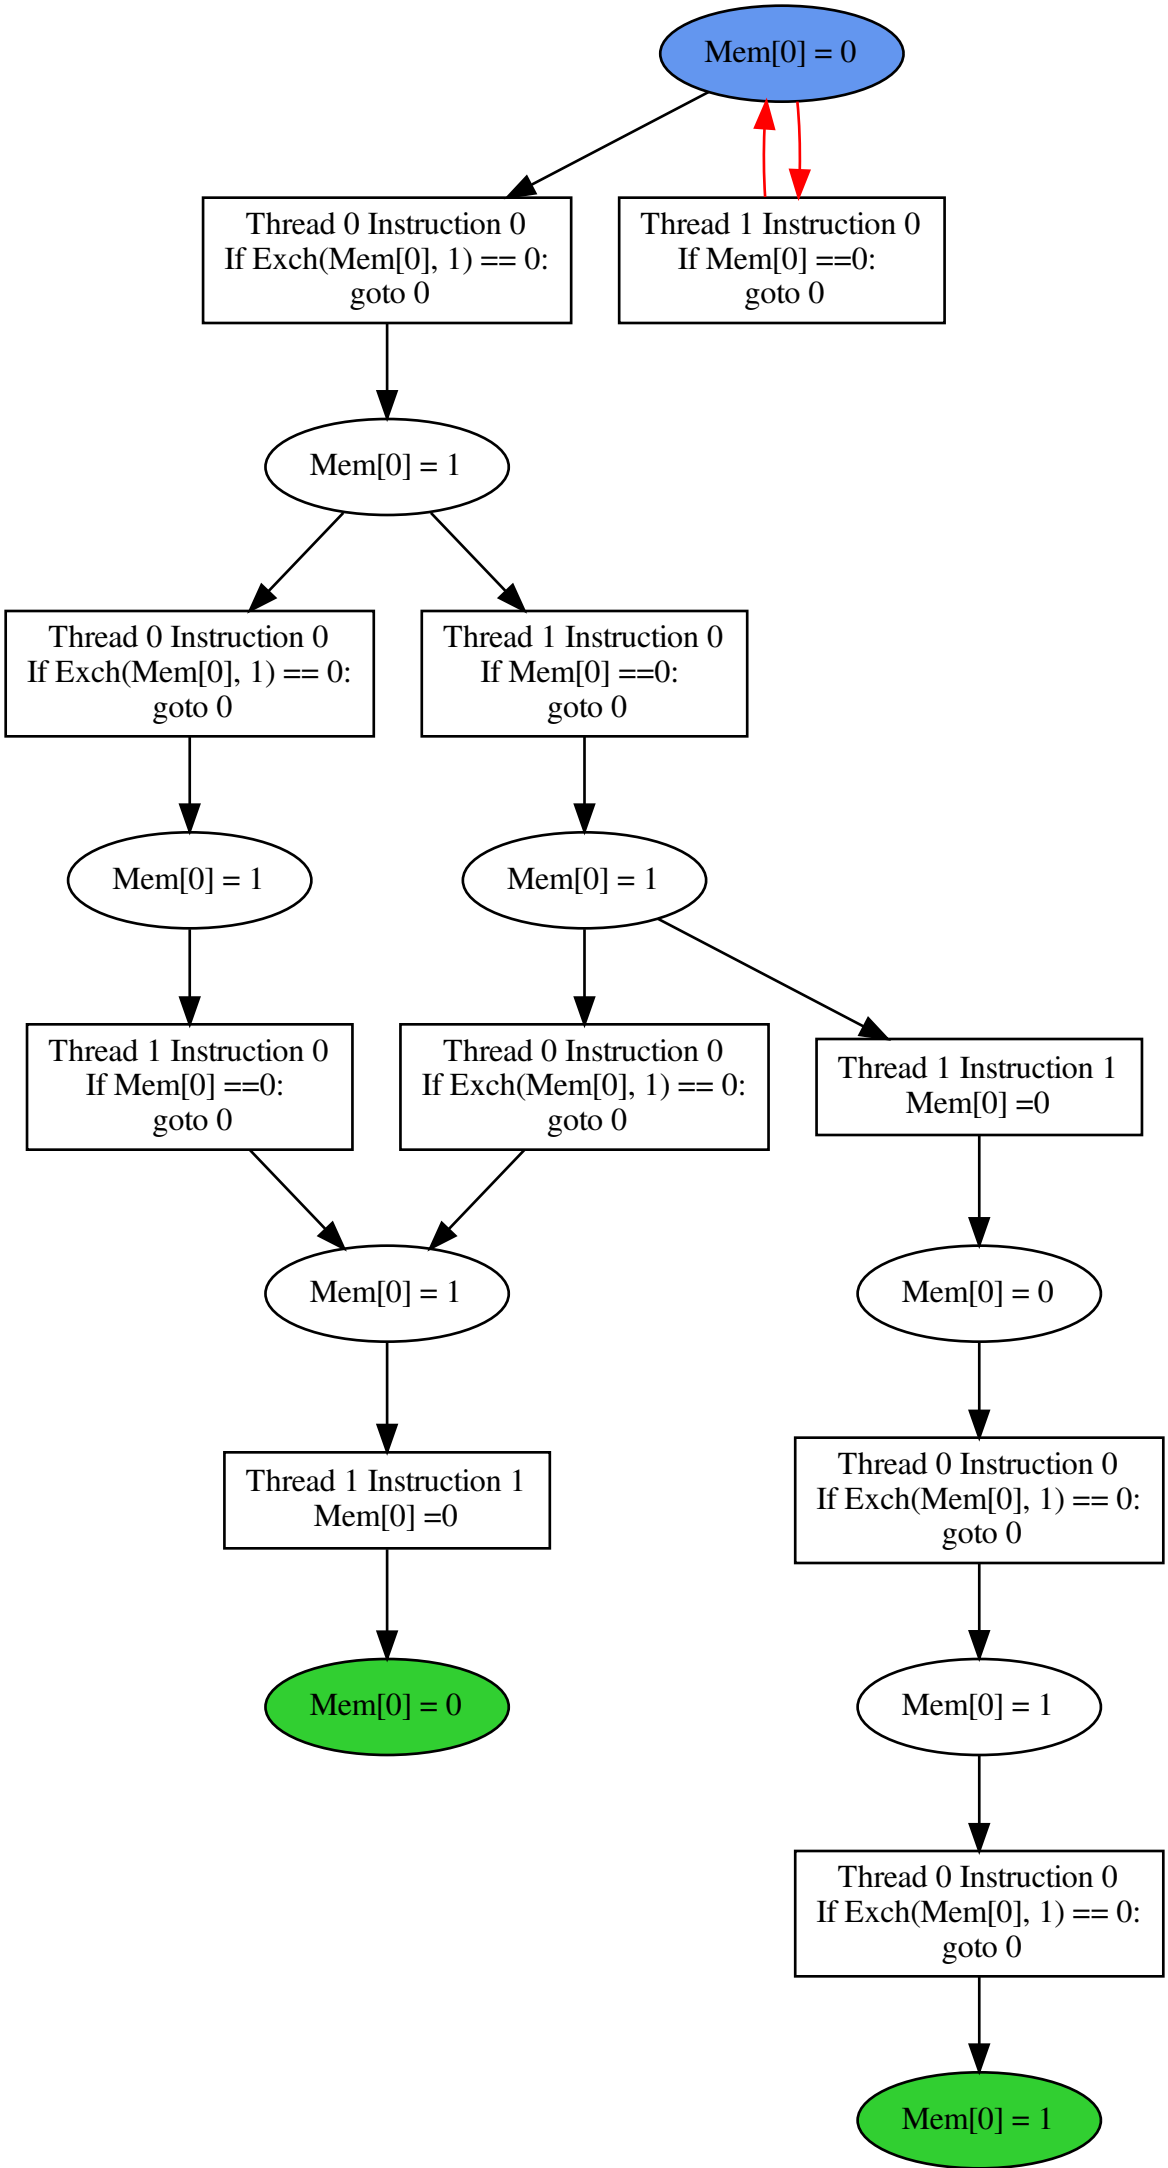 Mem[0] = 0
Thread 0 Instruction 0
If Exch(Mem[0], 1) == 0:
goto 0
Thread 1 Instruction 0
If Mem[0] ==0:
goto 0
Mem[0] = 1
Thread 0 Instruction 0
If Exch(Mem[0], 1) == 0:
goto 0
Thread 1 Instruction 0
If Mem[0] ==0:
goto 0
Mem[0] = 1
Mem[0] = 1
Thread 1 Instruction 0
If Mem[0] ==0:
goto 0
Thread 0 Instruction 0
If Exch(Mem[0], 1) == 0:
goto 0
Thread 1 Instruction 1
Mem[0] =0
Mem[0] = 1
Mem[0] = 0
Thread 1 Instruction 1
Mem[0] =0
Thread 0 Instruction 0
If Exch(Mem[0], 1) == 0:
goto 0
Mem[0] = 0
Mem[0] = 1
Thread 0 Instruction 0
If Exch(Mem[0], 1) == 0:
goto 0
Mem[0] = 1